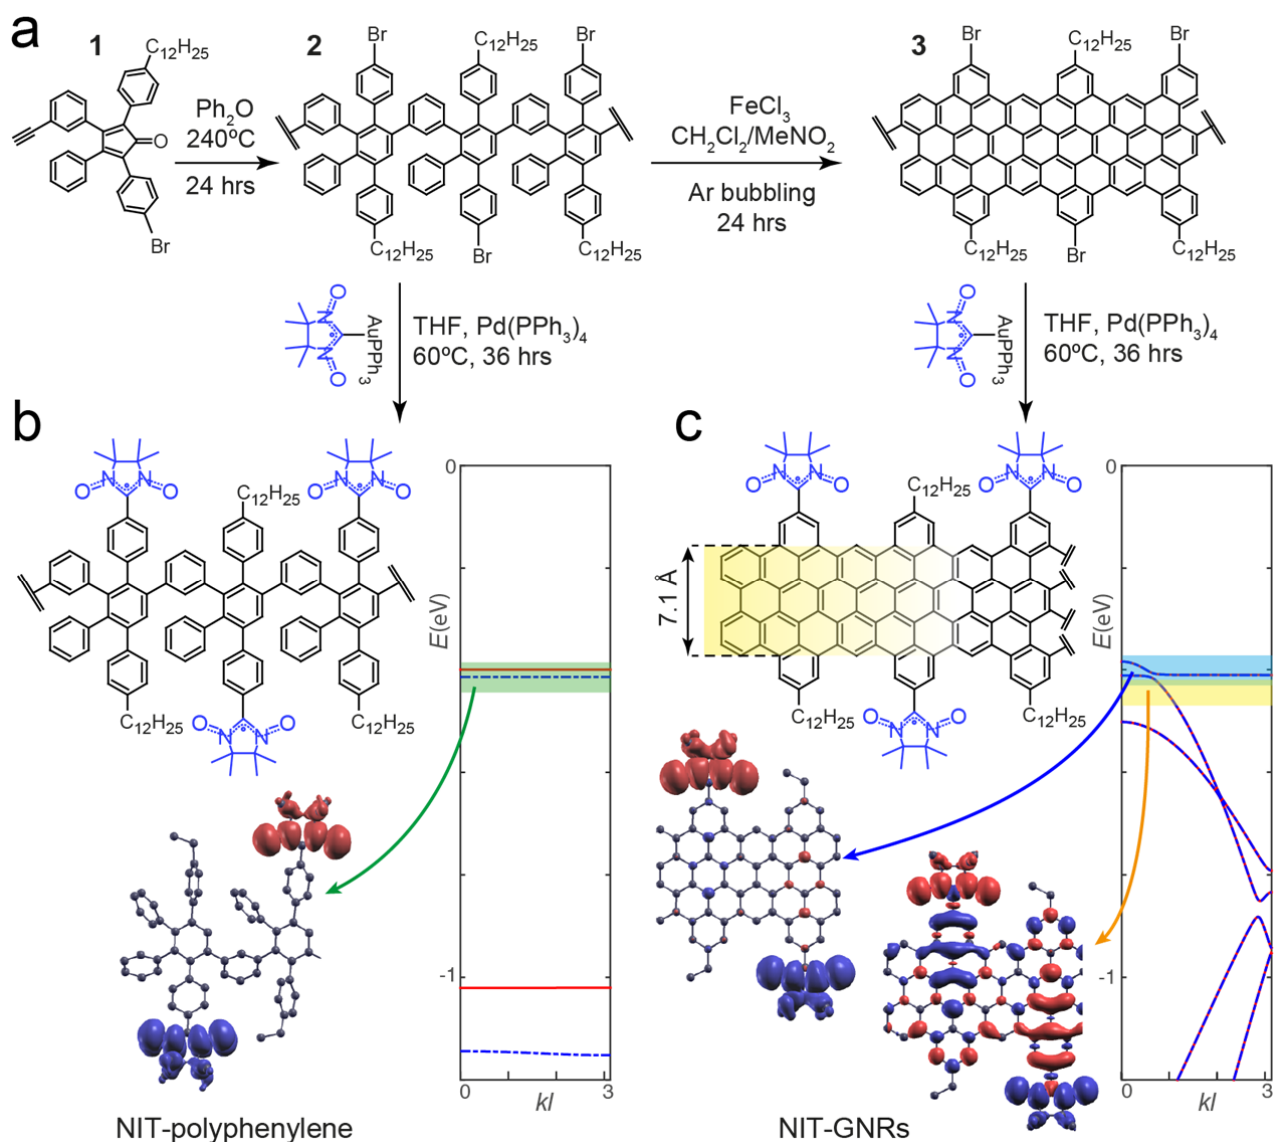 a
1
C12H25
O
Br
Ph2O
240ºC
24 hrs
2
Br
C12H25
Br
C12H25
Br
C12H25
FeCl3
CH2Cl2/MeNO2
Ar bubbling
24 hrs
3
Br
C12H25
Br
C12H25
Br
C12H25
O
N
N
O
AuPPh3
THF, Pd(PPh3)4
60ºC, 36 hrs
O
N
N
O
AuPPh3
THF, Pd(PPh3)4
60ºC, 36 hrs
b
O N N O
O N N O
C12H25
C12H25
C12H25
O N N O
0
E(eV)
-1
0
3
kl
NIT-polyphenylene
c
O N N O
O N N O
C12H25
7.1 Å
C12H25
C12H25
O N N O
0
E(eV)
-1
0
3
kl
NIT-GNRs